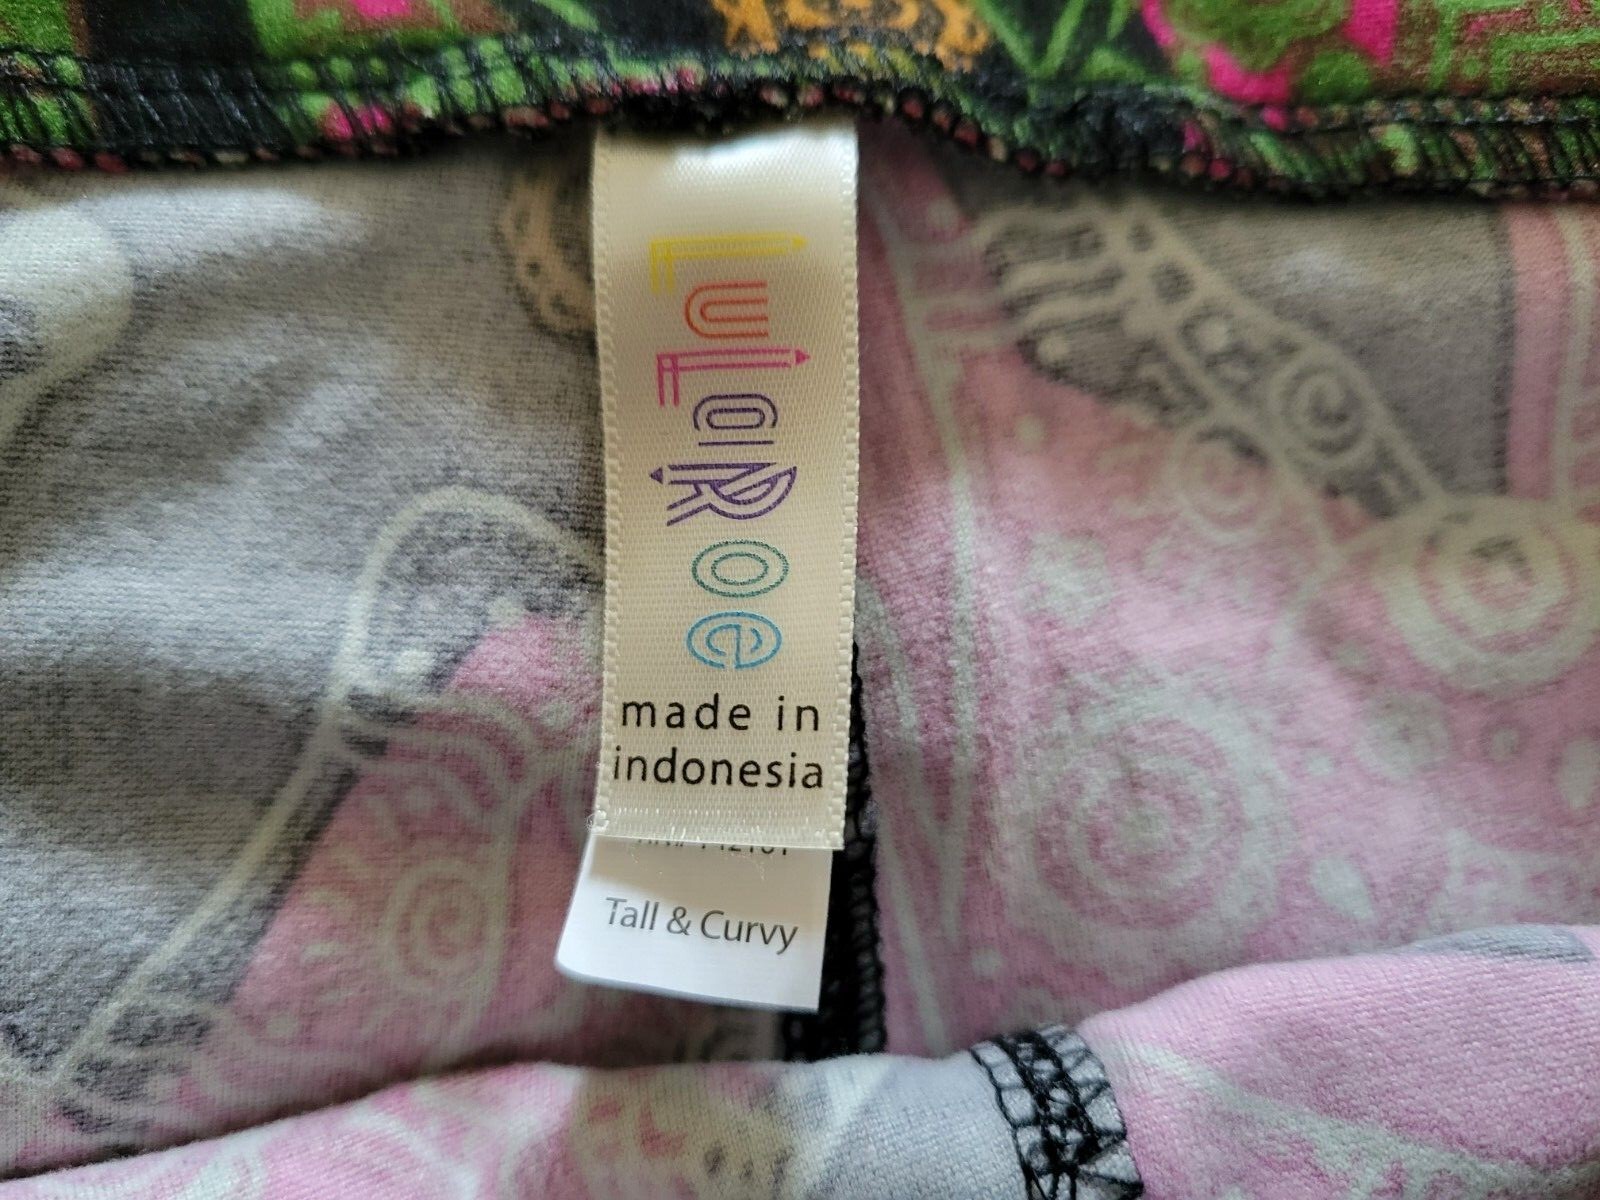 LuLaRoe
made in
indonesia
Tall & Curvy